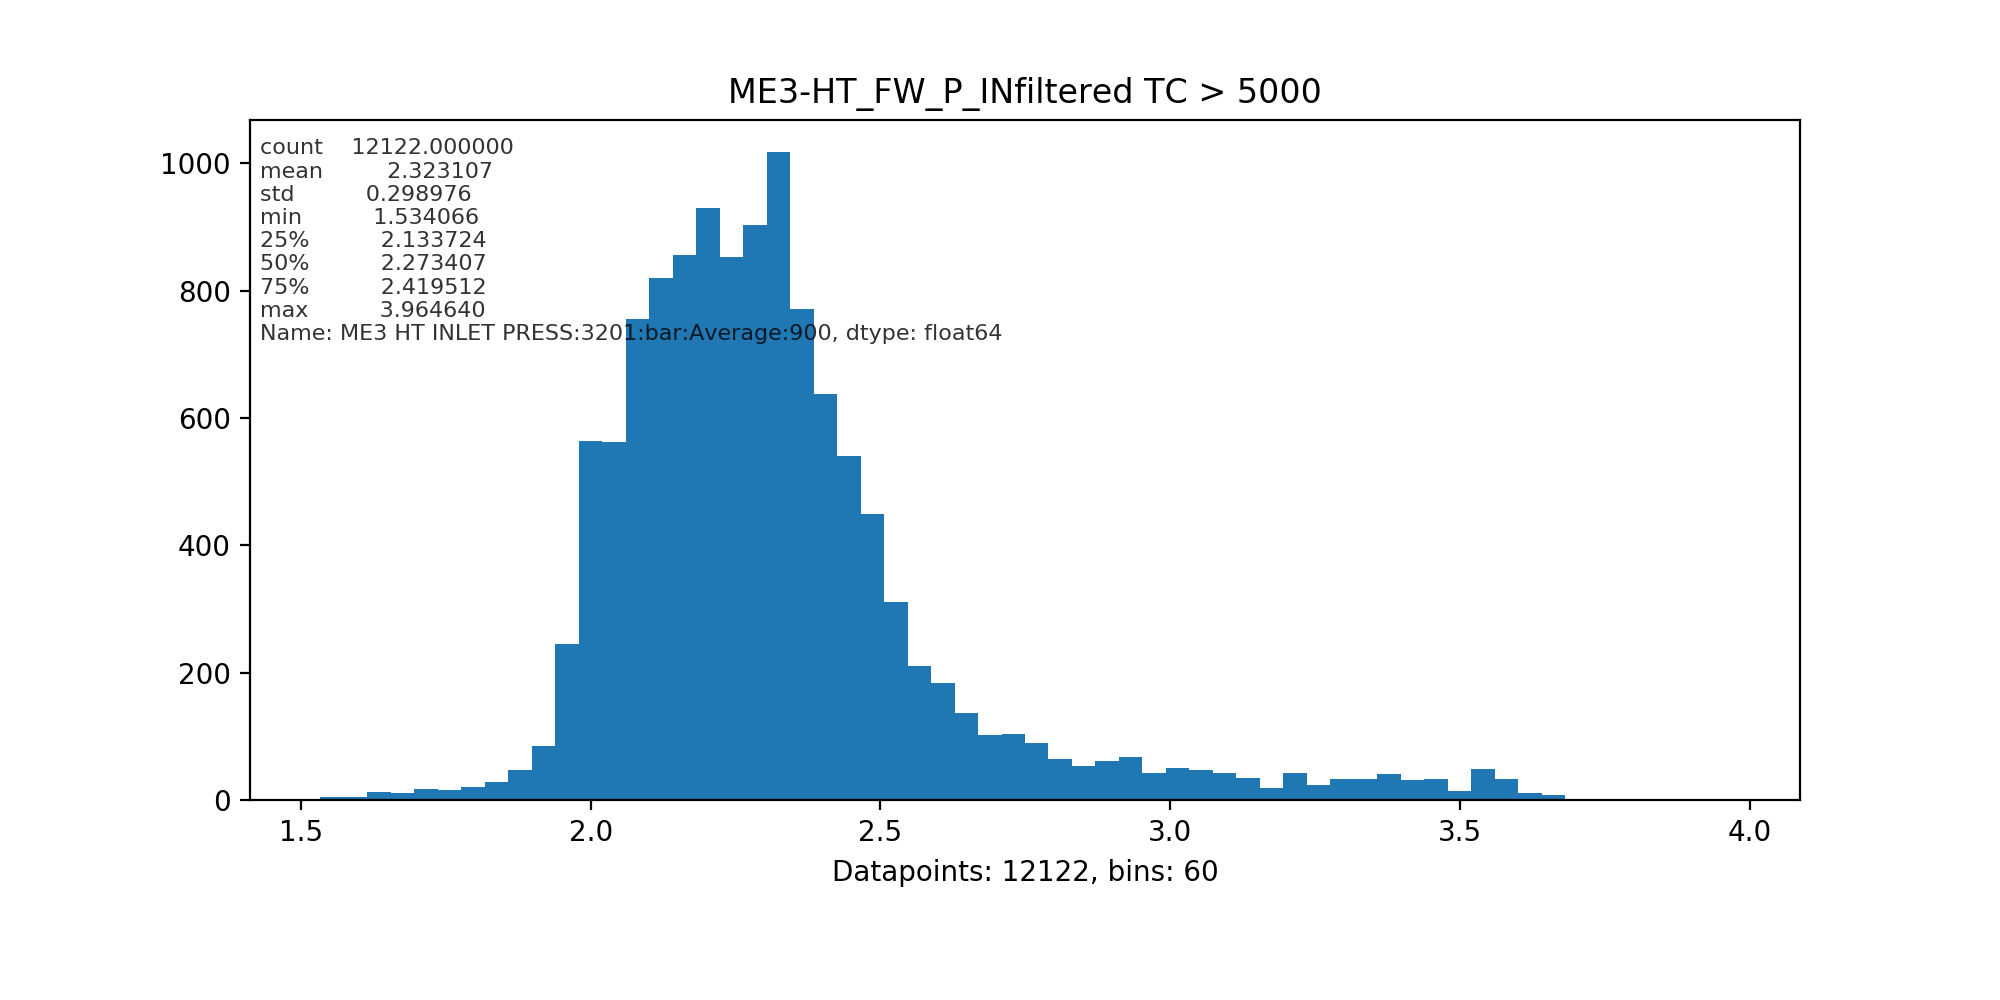 ME3-HT_FW_P_INfiltered TC > 5000
count 12122.000000
mean 2.323107
std 0.298976
min 1.534066
25% 2.133724
50% 2.273407
75% 2.419512
max 3.964640
Name: ME3 HT INLET PRESS:3201:bar:Average:900, dtype: float64
1000
800
600
400
200
0
1.5 2.0 2.5 3.0 3.5 4.0
Datapoints: 12122, bins: 60